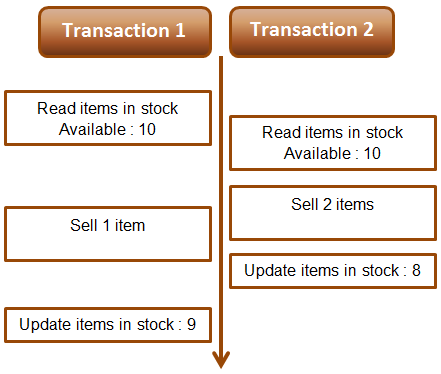 Transaction 1
Transaction 2
Read items in stock
Available : 10
Read items in stock
Available : 10
Sell 1 item
Sell 2 items
Update items in stock : 8
Update items in stock : 9